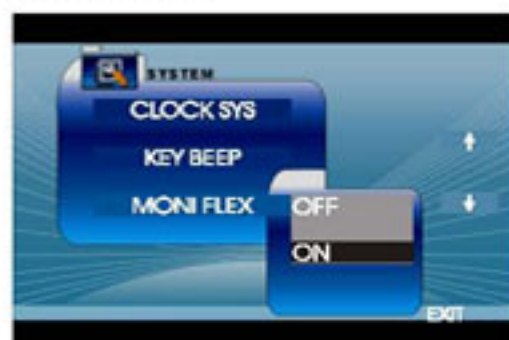 SYSTEM
CLOCK SYS
KEY BEEP
MONI FLEX
OFF
ON
EXIT